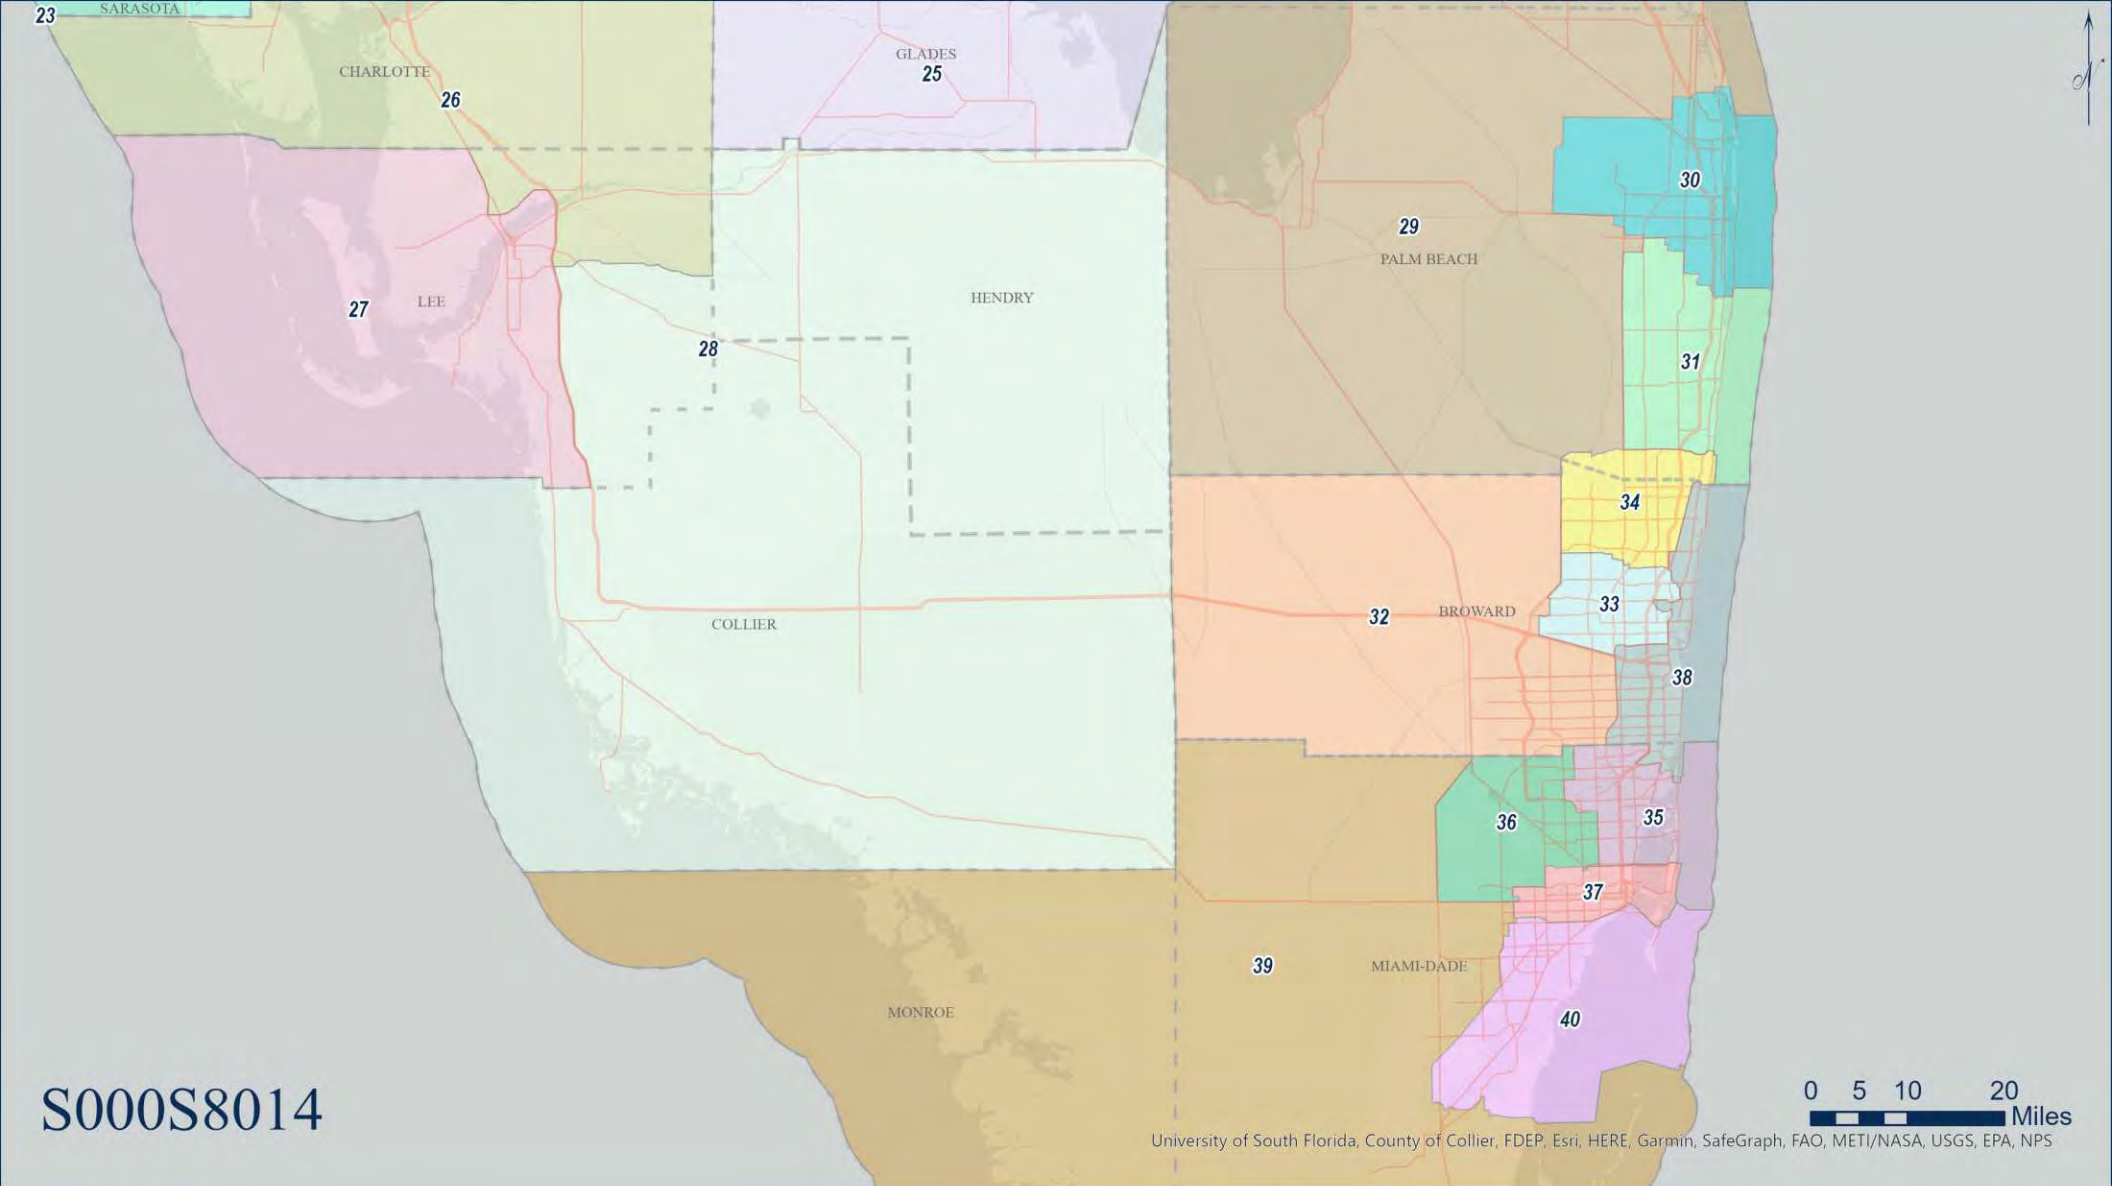 SARASOTA
23
GLADES
25
CHARLOTTE
26
N
30
29
PALM BEACH
HENDRY
LEE
27
28
31
34
33
BROWARD
32
COLLIER
38
36
35
37
39
MIAMI-DADE
MONROE
40
S000S8014
0 5 10 20
Miles
University of South Florida, County of Collier, FDEP, Esri, HERE, Garmin, SafeGraph, FAO, METI/NASA, USGS, EPA, NPS